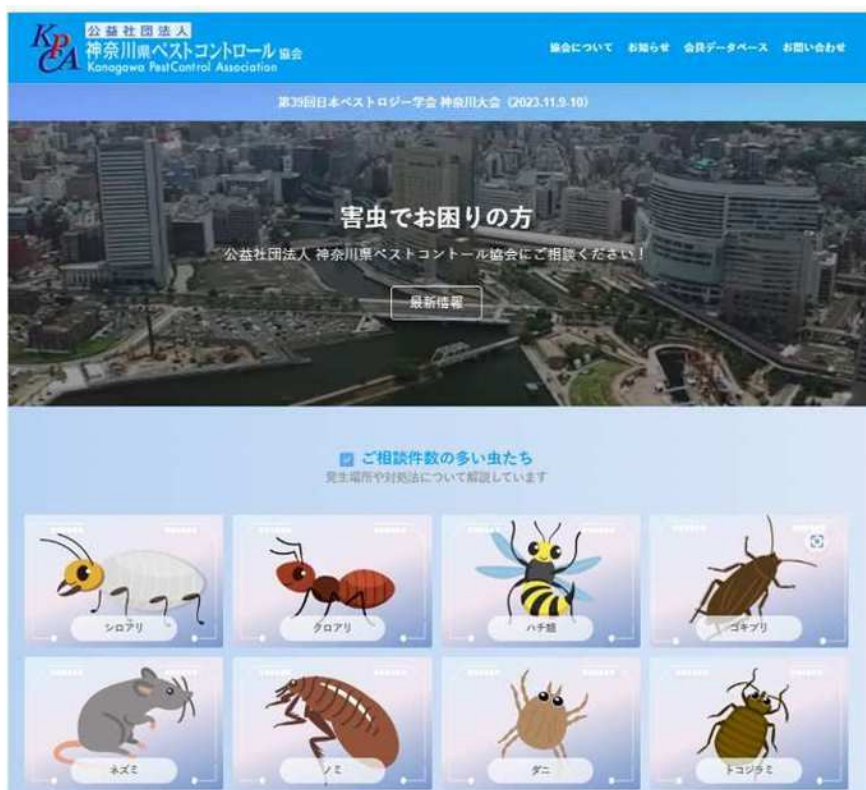 KPCA
公益社団法人
神奈川県ペストコントロール協会
Kanagawa PestControl Association
協会について お知らせ 会員データベース お問い合わせ
第39回日本ペストロジー学会 神奈川大会（2023.11.9-10）
害虫でお困りの方
公益社団法人 神奈川県ペストコントール協会にご相談ください！
最新情報
ご相談件数の多い虫たち
発生場所や対処法について解説しています
シロアリ
クロアリ
ハチ類
ゴキブリ
ネズミ
ノミ
ダニ
トコジラミ